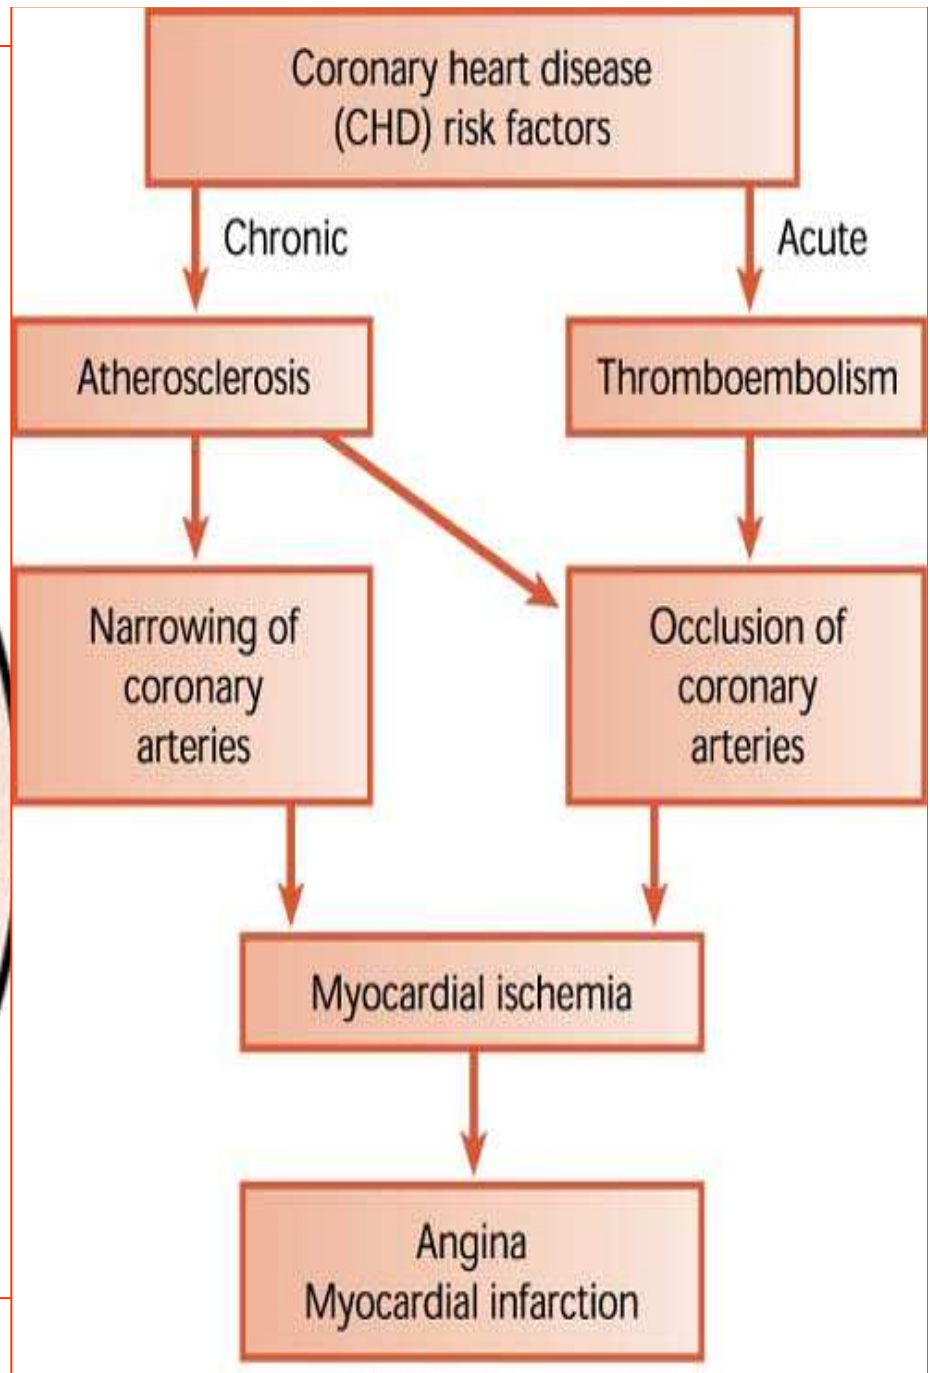 Coronary heart disease
(CHD) risk factors
Chronic
Acute
Atherosclerosis
Thromboembolism
Narrowing of
coronary
arteries
Occlusion of
coronary
arteries
Myocardial ischemia
Angina
Myocardial infarction